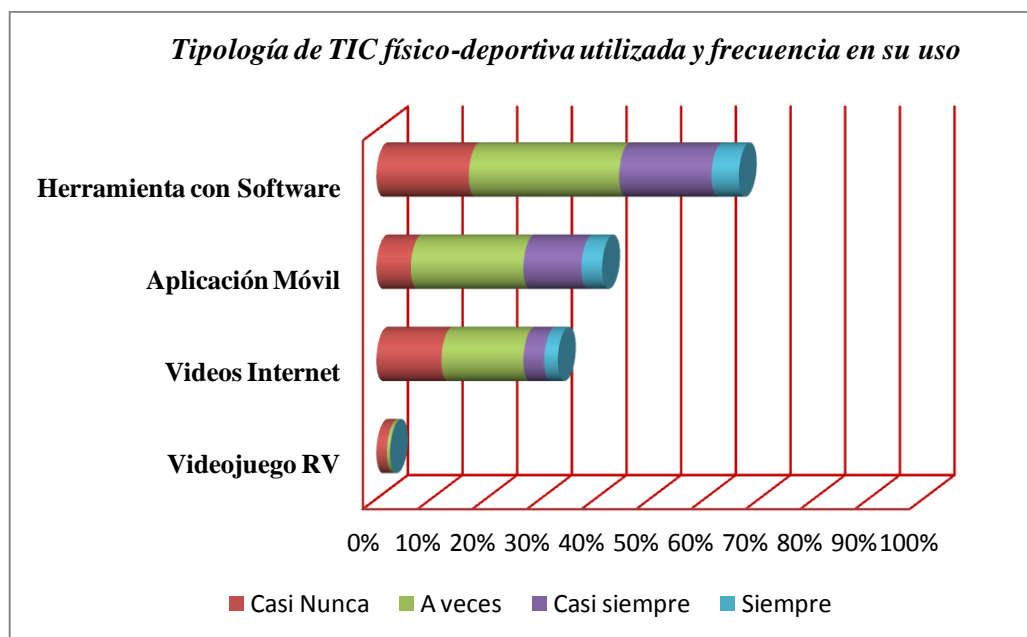 Tipología de TIC físico-deportiva utilizada y frecuencia en su uso
Herramienta con Software
Aplicación Móvil
Videos Internet
Videojuego RV
0% 10% 20% 30% 40% 50% 60% 70% 80% 90% 100%
Casi Nunca A veces Casi siempre Siempre